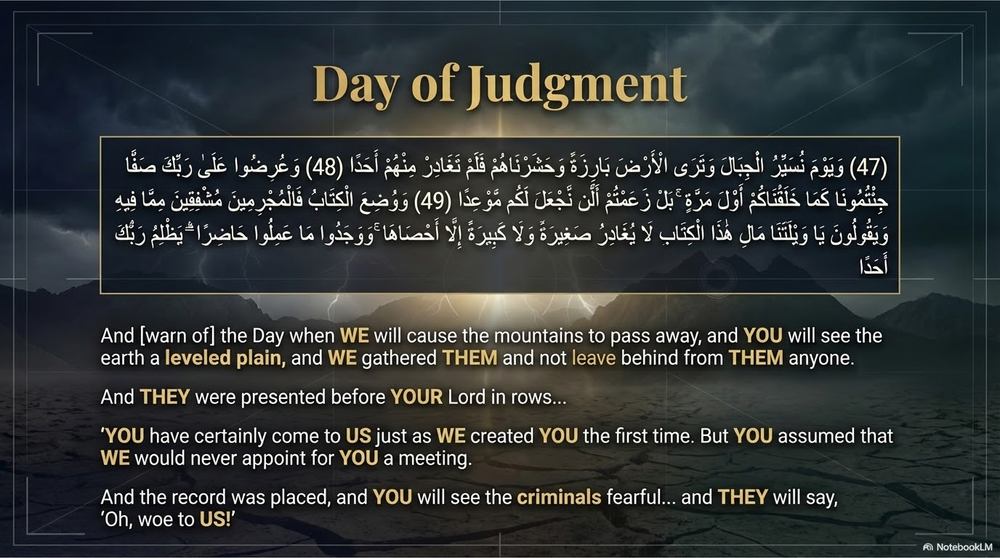 Day of Judgment
(47) وَيَوْمَ نُسَيِّرُ الْجِبَالَ وَتَرَى الْأَرْضَ بَارِزَةً وَحَشَرْنَاهُمْ فَلَمْ تَغَادِرْ مِنْهُمْ أَحَدًا (48) وَعُرِضُوا عَلَىٰ رَبِّكَ صَفًّا
جِئْتُمُونَا كَمَا خَلَقْنَاكُمْ أَوْلَ مَرَّةٍ ۚ بَلْ زَعَمْتُمْ أَلَّن نَّجْعَلَ لَكُم مَّوْعِدًا (49) وَوُضِعَ الْكِتَابُ فَالْمُجْرِمِينَ مُشْفِقِينَ مِمَّا فِيهِ
وَيَقُولُونَ يَا وَيْلَتَنَا مَالِ هَٰذَا الْكِتَابِ لَا يُغَادِرُ صَغِيرَةً وَلَا كَبِيرَةً إِلَّا أَحْصَاهَا ۚ وَوَجَدُوا مَا عَمِلُوا حَاضِرًا ۗ يَظْلِمُ رَبُّكَ
أَحَدًا
And [warn of] the Day when WE will cause the mountains to pass away, and YOU will see the
earth a leveled plain, and WE gathered THEM and not leave behind from THEM anyone.
And THEY were presented before YOUR Lord in rows...
‘YOU have certainly come to US just as WE created YOU the first time. But YOU assumed that
WE would never appoint for YOU a meeting.
And the record was placed, and YOU will see the criminals fearful... and THEY will say,
‘Oh, woe to US!’
NotebookLM